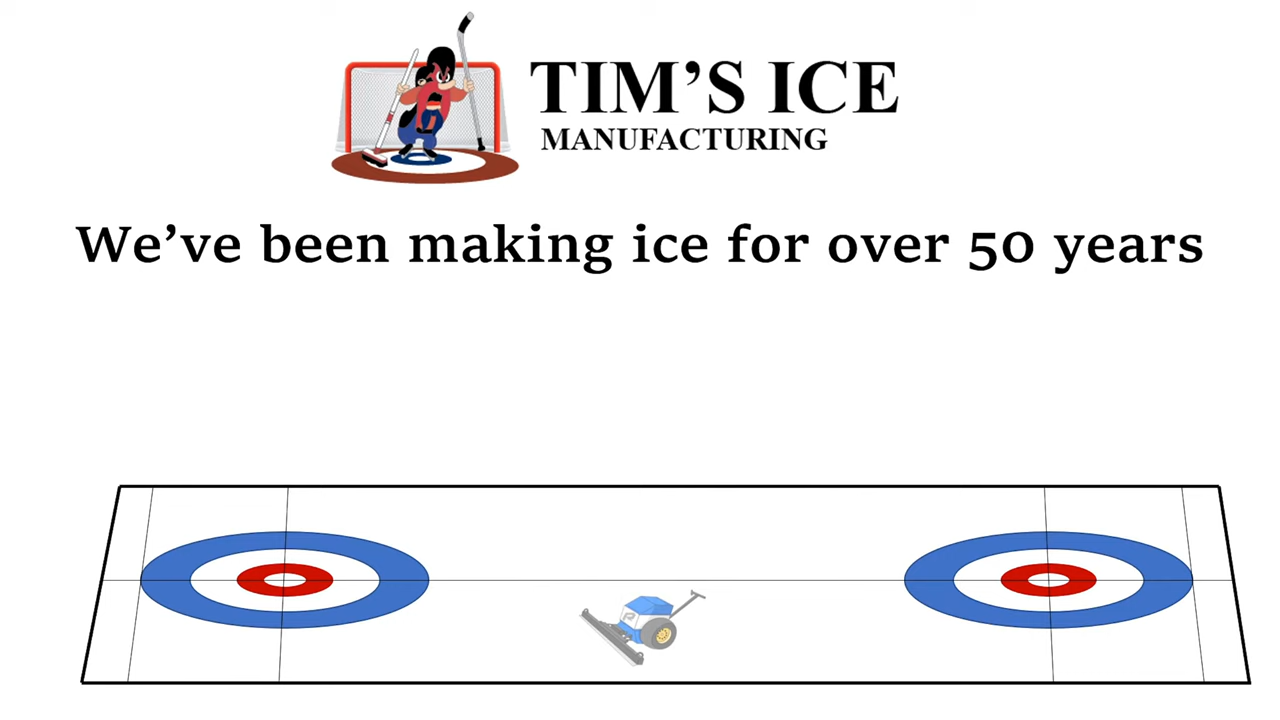 TIM’S ICE
MANUFACTURING
We’ve been making ice for over 50 years